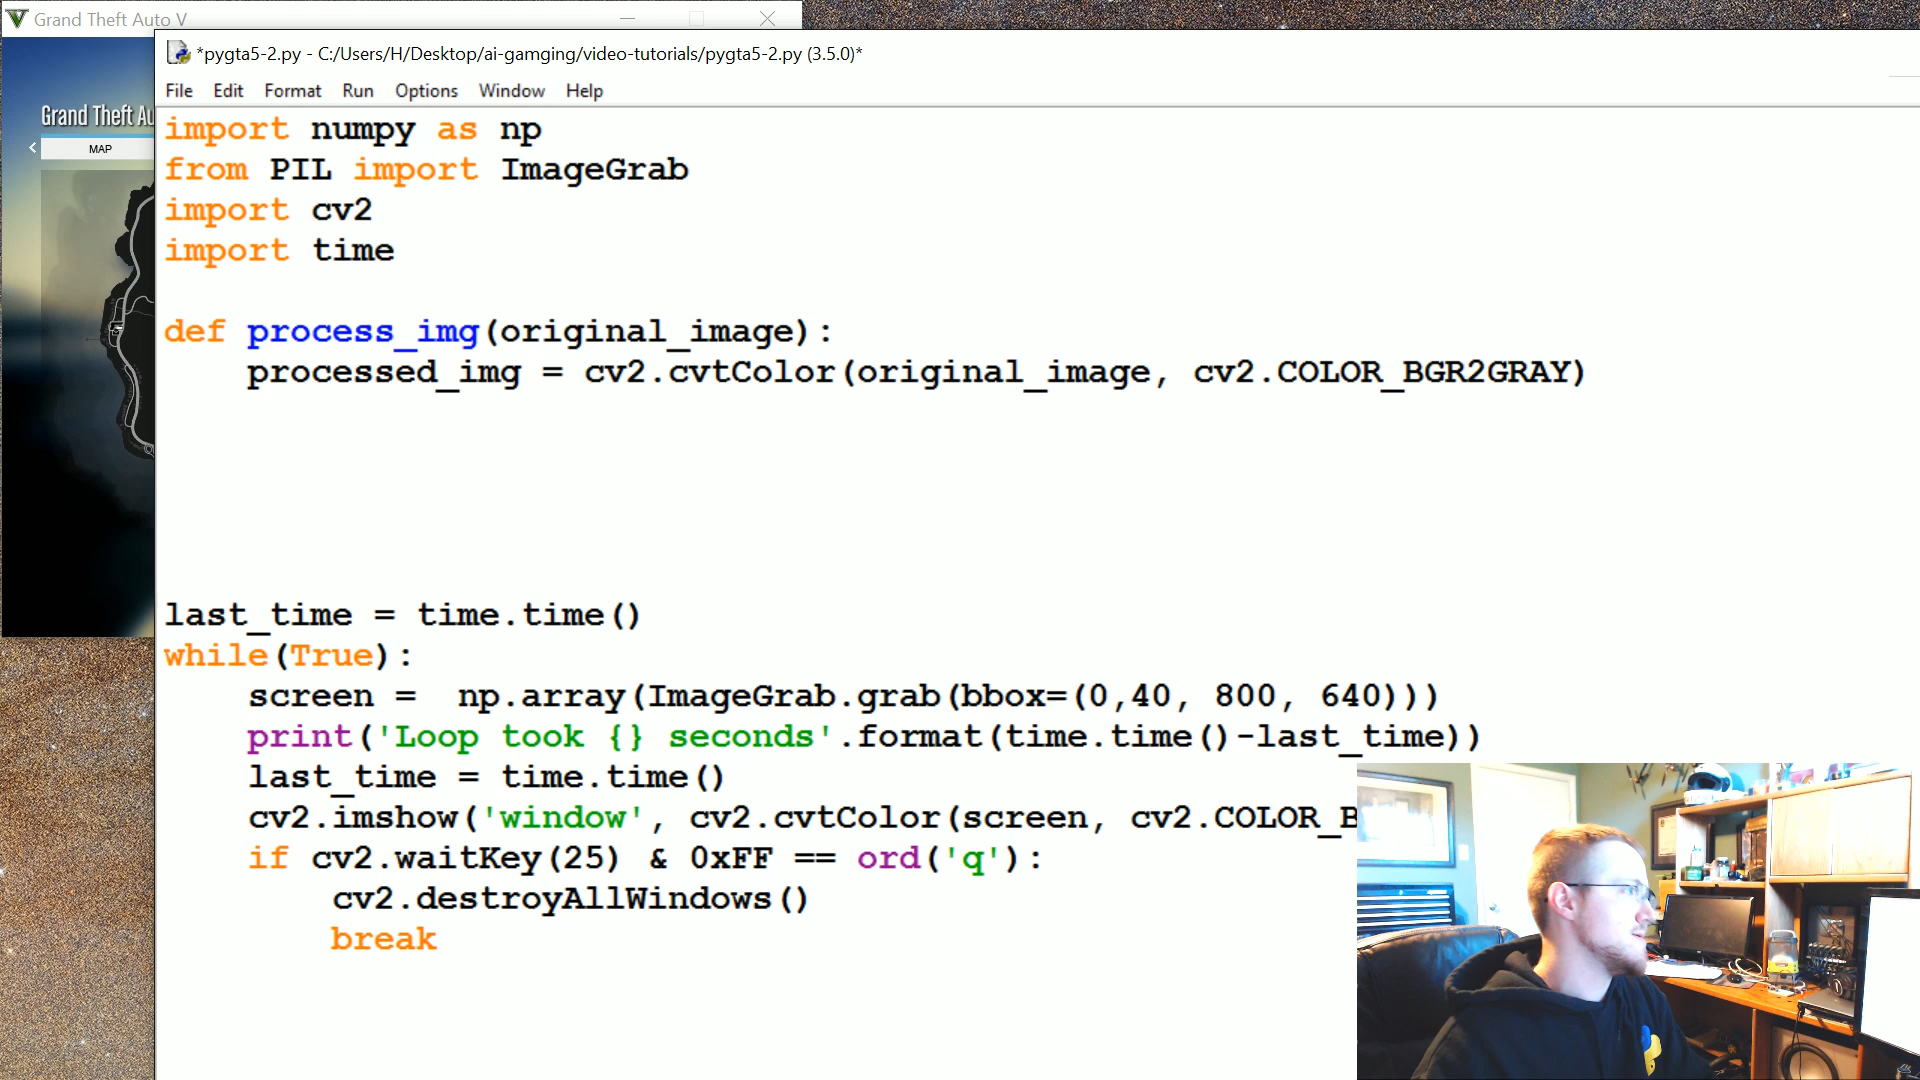 Grand Theft Auto V
*pygta5-2.py - C:/Users/H/Desktop/ai-gamging/video-tutorials/pygta5-2.py (3.5.0)*
File Edit Format Run Options Window Help
Grand Theft Au
MAP
import numpy as np
from PIL import ImageGrab
import cv2
import time
def process_img(original_image):
    processed_img = cv2.cvtColor(original_image, cv2.COLOR_BGR2GRAY)
last_time = time.time()
while(True):
    screen =  np.array(ImageGrab.grab(bbox=(0,40, 800, 640)))
    print('Loop took {} seconds'.format(time.time()-last_time))
    last_time = time.time()
    cv2.imshow('window', cv2.cvtColor(screen, cv2.COLOR_B
    if cv2.waitKey(25) & 0xFF == ord('q'):
        cv2.destroyAllWindows()
        break